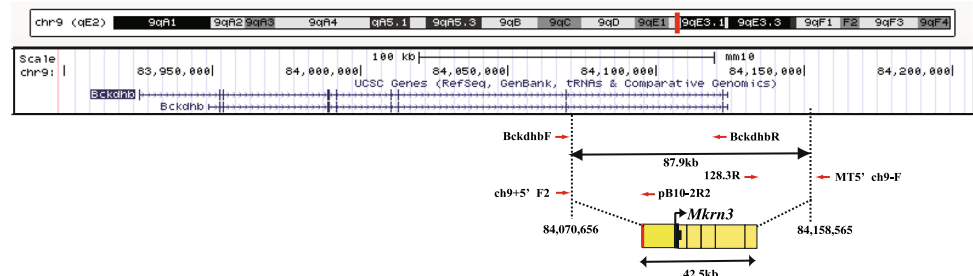 chr9 (qE2) 9qA1 9qA2 9qA3 9qA4 qA5.1 9qA5.3 9qB 9qC 9qD 9qE1 9qE3.1 9qE3.3 9qF1 F2 9qF3 9qF4
Scale 100 kb mm10
chr9: 83,950,000 84,000,000 84,050,000 84,100,000 84,150,000 84,200,000
UCSC Genes (RefSeq, GenBank, tRNAs & Comparative Genomics)
Bckdhb
Bckdhb
BckdhbF BckdhbR
87.9kb
128.3R MT5' ch9-F
ch9+5' F2 pB10-2R2
Mkrn3
84,070,656 84,158,565
42.5kb